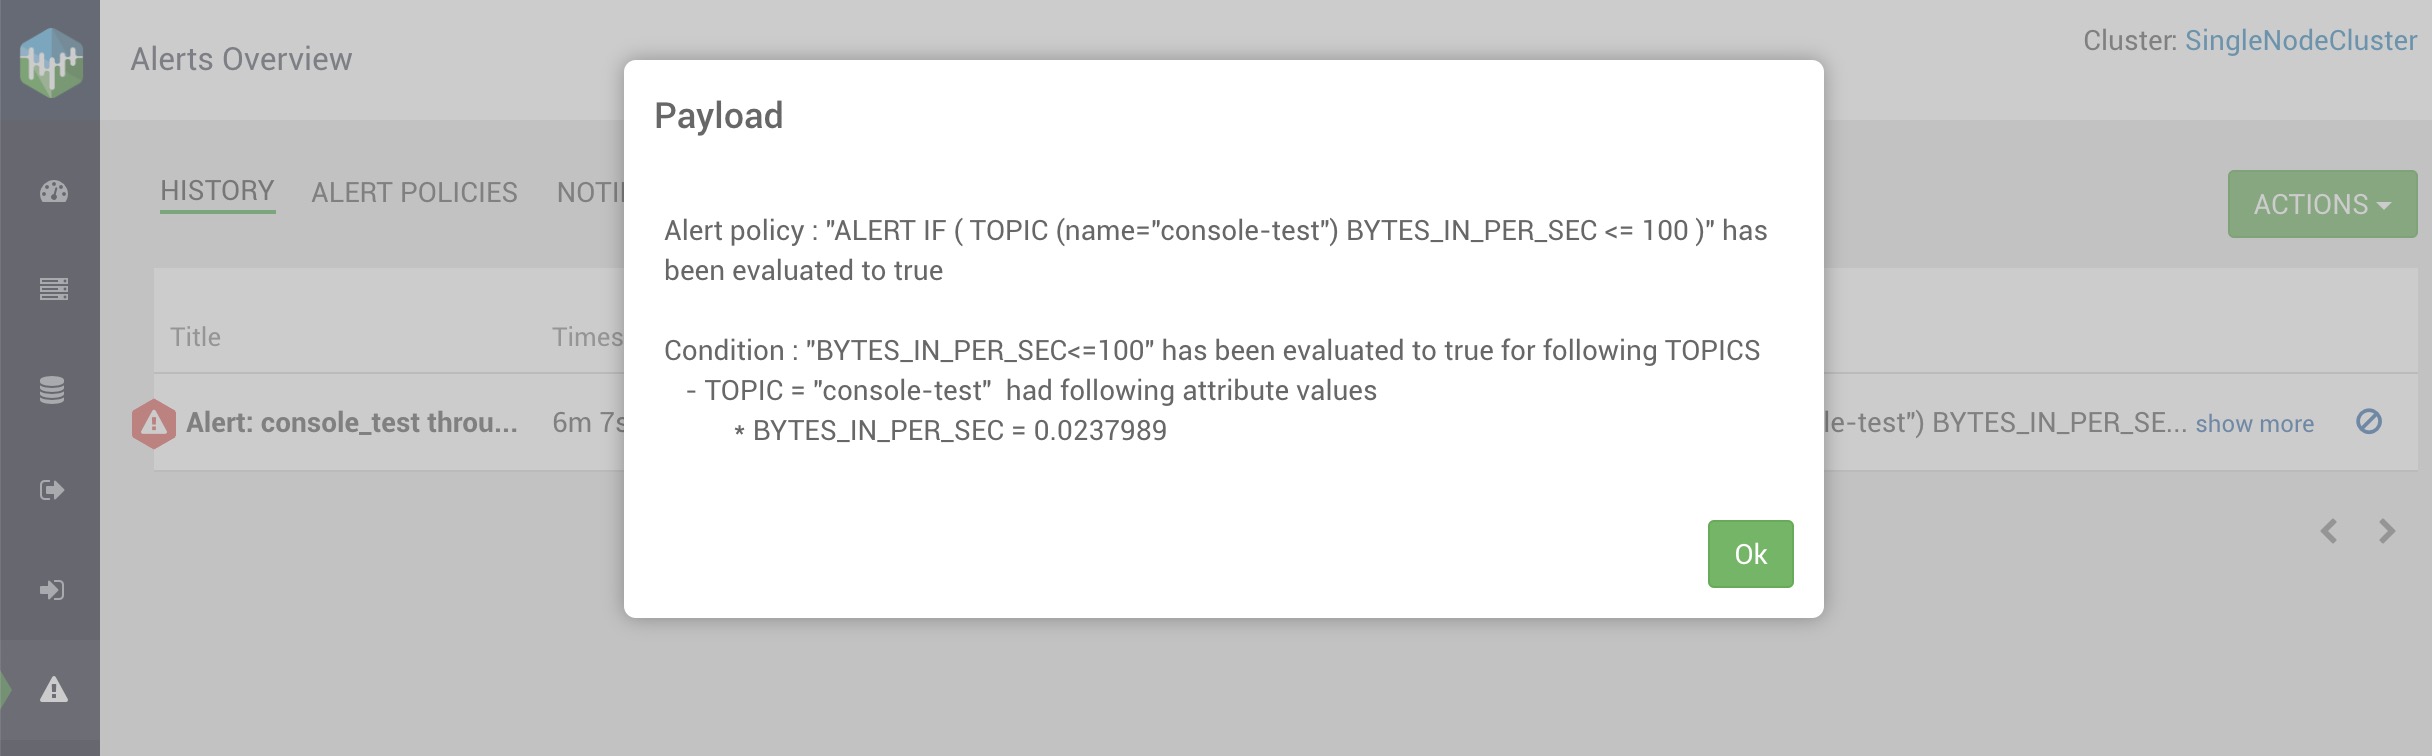 Alerts Overview
Cluster: SingleNodeCluster
HISTORY ALERT POLICIES
ACTIONS
Title
Alert: console_test throu... 6m 7s
le-test") BYTES_IN_PER_SE... show more
Payload
Alert policy : "ALERT IF ( TOPIC (name="console-test") BYTES_IN_PER_SEC <= 100 )" has
been evaluated to true
Condition : "BYTES_IN_PER_SEC<=100" has been evaluated to true for following TOPICS
- TOPIC = "console-test" had following attribute values
* BYTES_IN_PER_SEC = 0.0237989
Ok